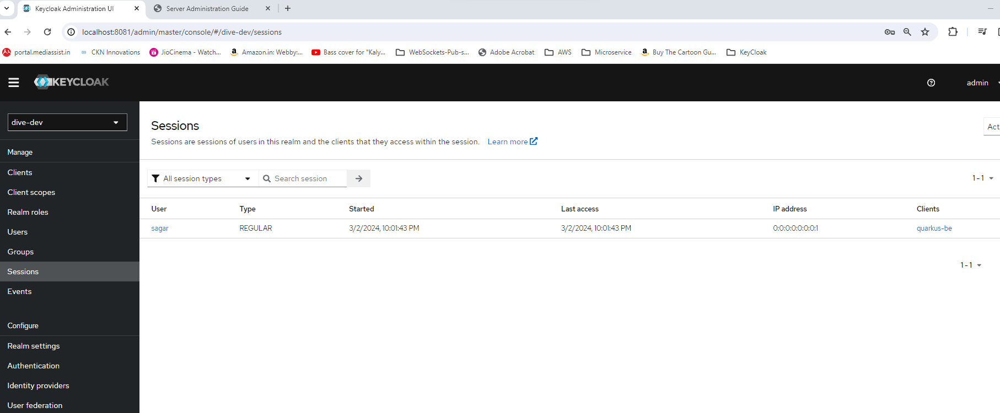 Keycloak Administration UI
Server Administration Guide
localhost:8081/admin/master/console/#/dive-dev/sessions
portal.mediassist.in CKN Innovations JioCinema - Watch... Amazon.in: Webby:... Bass cover for "Kaly... WebSockets-Pub-s... Adobe Acrobat AWS Microservice Buy The Cartoon Gu... KeyCloak
KEYCLOAK
admin
dive-dev
Manage
Clients
Client scopes
Realm roles
Users
Groups
Sessions
Events
Configure
Realm settings
Authentication
Identity providers
User federation
Sessions
Act
Sessions are sessions of users in this realm and the clients that they access within the session. Learn more
All session types
Search session
1-1
User Type Started Last access IP address Clients
sagar REGULAR 3/2/2024, 10:01:43 PM 3/2/2024, 10:01:43 PM 0:0:0:0:0:0:0:1 quarkus-be
1-1